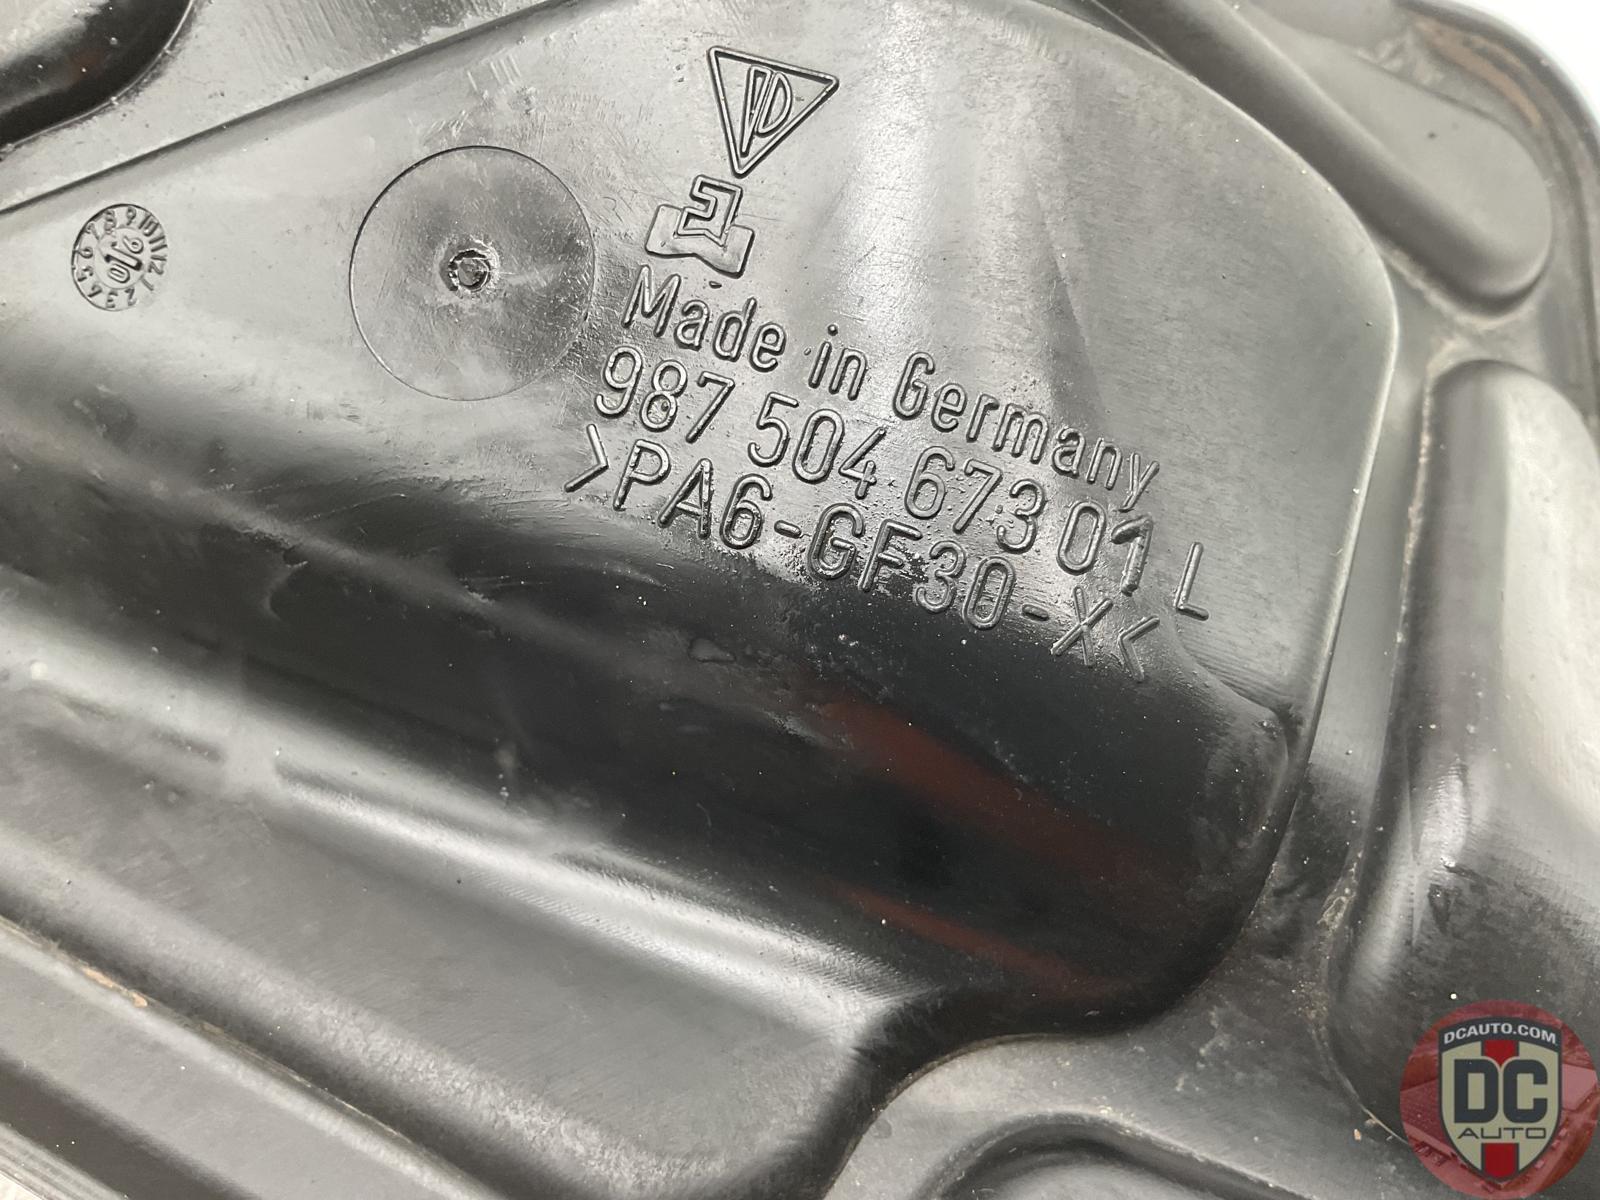 Made in Germany
987 504 673 01 L
>PA6-GF30-X<
DCAUTO.COM
DC
AUTO